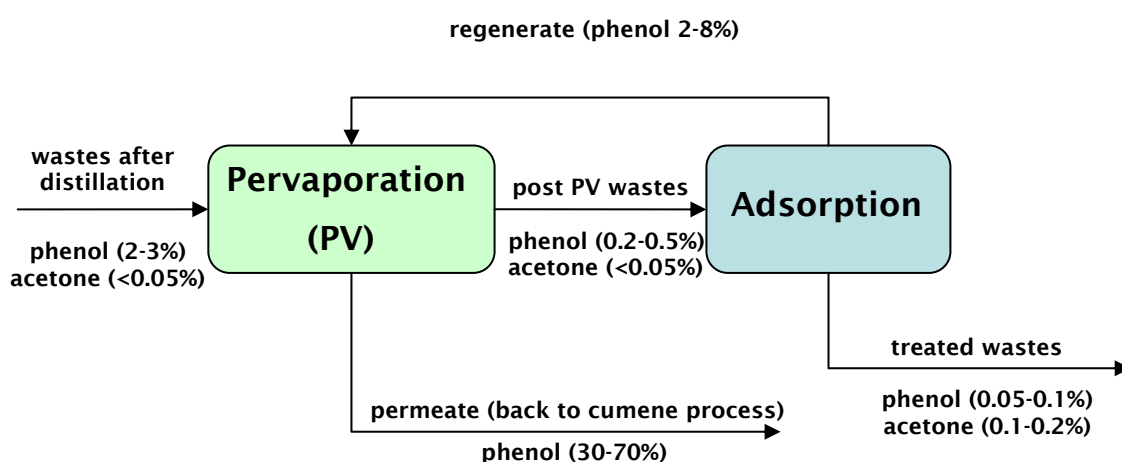 regenerate (phenol 2-8%)
wastes after
distillation
phenol (2-3%)
acetone (<0.05%)
Pervaporation
(PV)
post PV wastes
phenol (0.2-0.5%)
acetone (<0.05%)
Adsorption
treated wastes
phenol (0.05-0.1%)
acetone (0.1-0.2%)
permeate (back to cumene process)
phenol (30-70%)